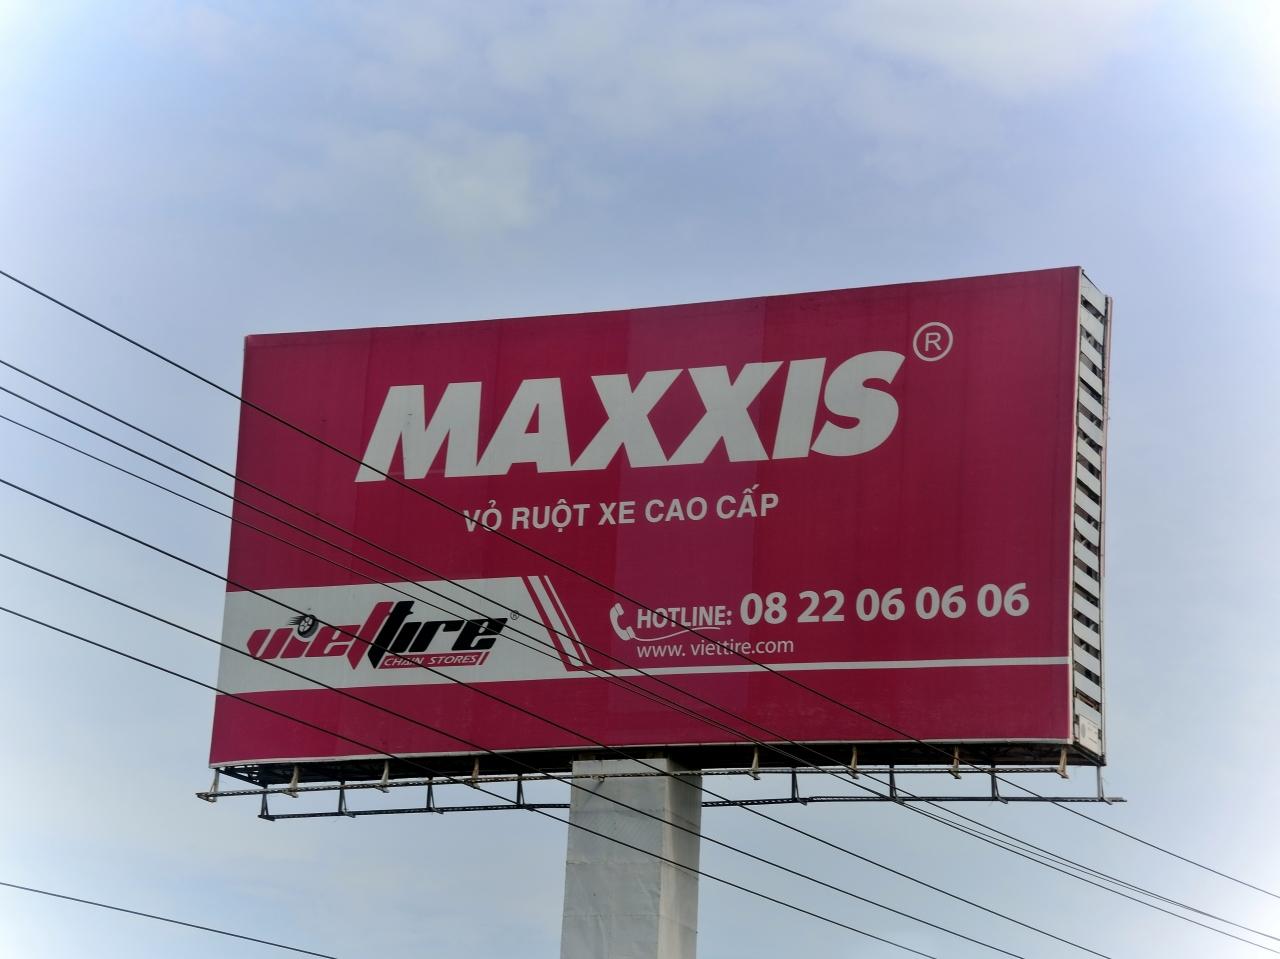 MAXXIS®
VỎ RUỘT XE CAO CẤP
viettire®
CHAIN STORES
HOTLINE: 08 22 06 06 06
www. viettire.com